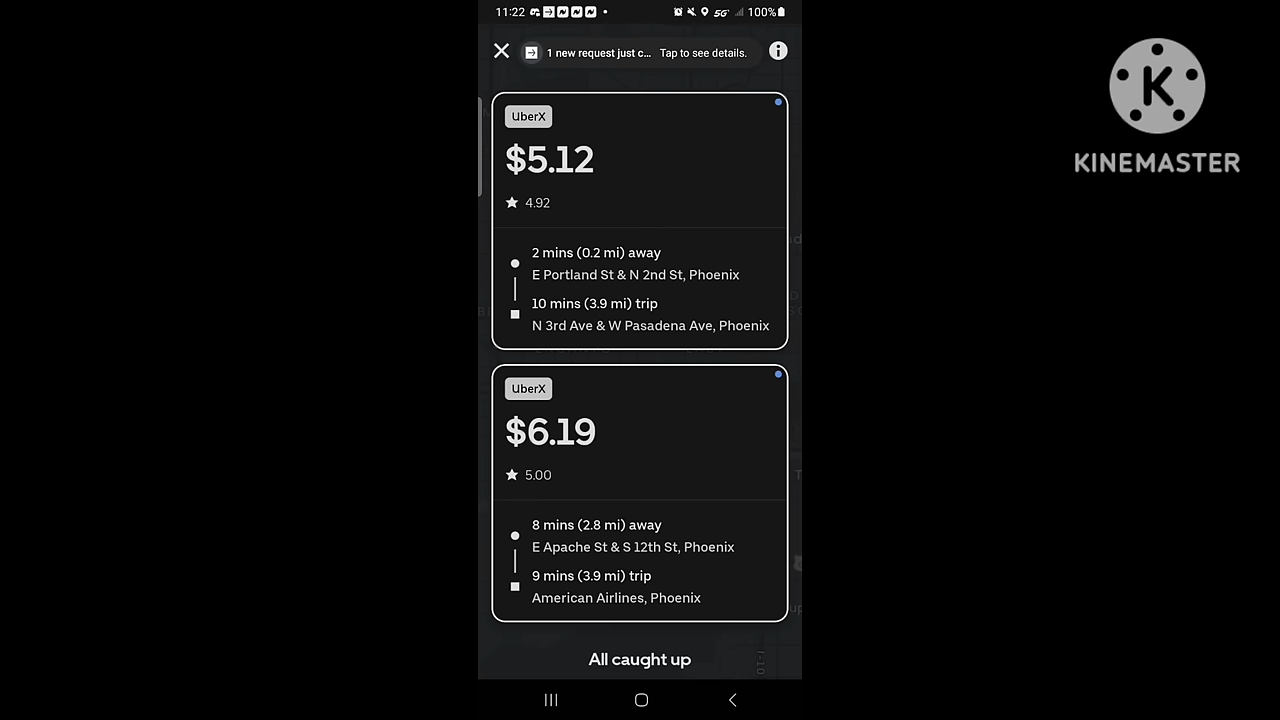 11:22
5G
100%
1 new request just c... Tap to see details.
UberX
$5.12
4.92
2 mins (0.2 mi) away
E Portland St & N 2nd St, Phoenix
10 mins (3.9 mi) trip
N 3rd Ave & W Pasadena Ave, Phoenix
UberX
$6.19
5.00
8 mins (2.8 mi) away
E Apache St & S 12th St, Phoenix
9 mins (3.9 mi) trip
American Airlines, Phoenix
All caught up
I-10
K
KINEMASTER